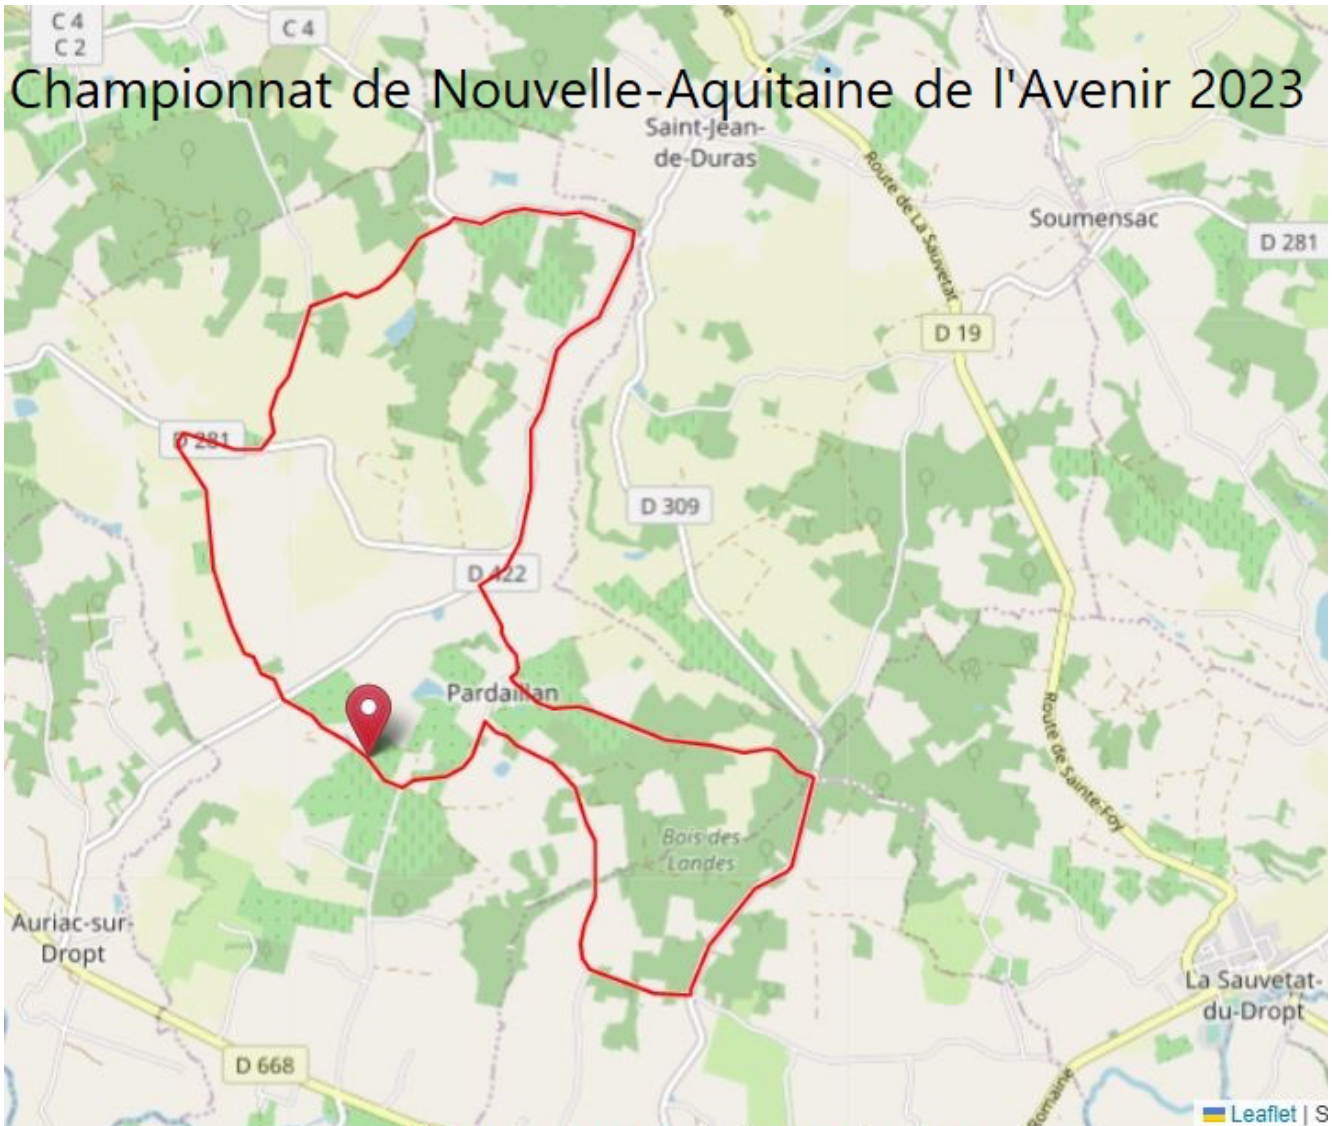 C 4
C 2
C 4
Championnat de Nouvelle-Aquitaine de l'Avenir 2023
Saint-Jean-
de-Duras
Route de La Sauvetat
Soumensac
D 281
D 19
D 281
D 309
D 422
Pardaillan
Route de Sainte-Foy
Bois des
Landes
Auriac-sur-
Dropt
La Sauvetat-
du-Dropt
D 668
Romaine
Leaflet | S